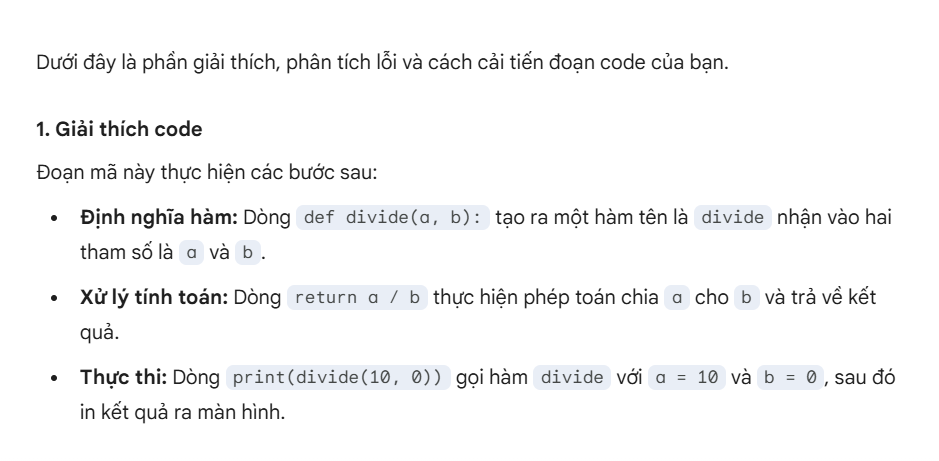 Dưới đây là phần giải thích, phân tích lỗi và cách cải tiến đoạn code của bạn.
1. Giải thích code
Đoạn mã này thực hiện các bước sau:
• Định nghĩa hàm: Dòng def divide(a, b): tạo ra một hàm tên là divide nhận vào hai
tham số là a và b.
• Xử lý tính toán: Dòng return a / b thực hiện phép toán chia a cho b và trả về kết
quả.
• Thực thi: Dòng print(divide(10, 0)) gọi hàm divide với a = 10 và b = 0, sau đó
in kết quả ra màn hình.